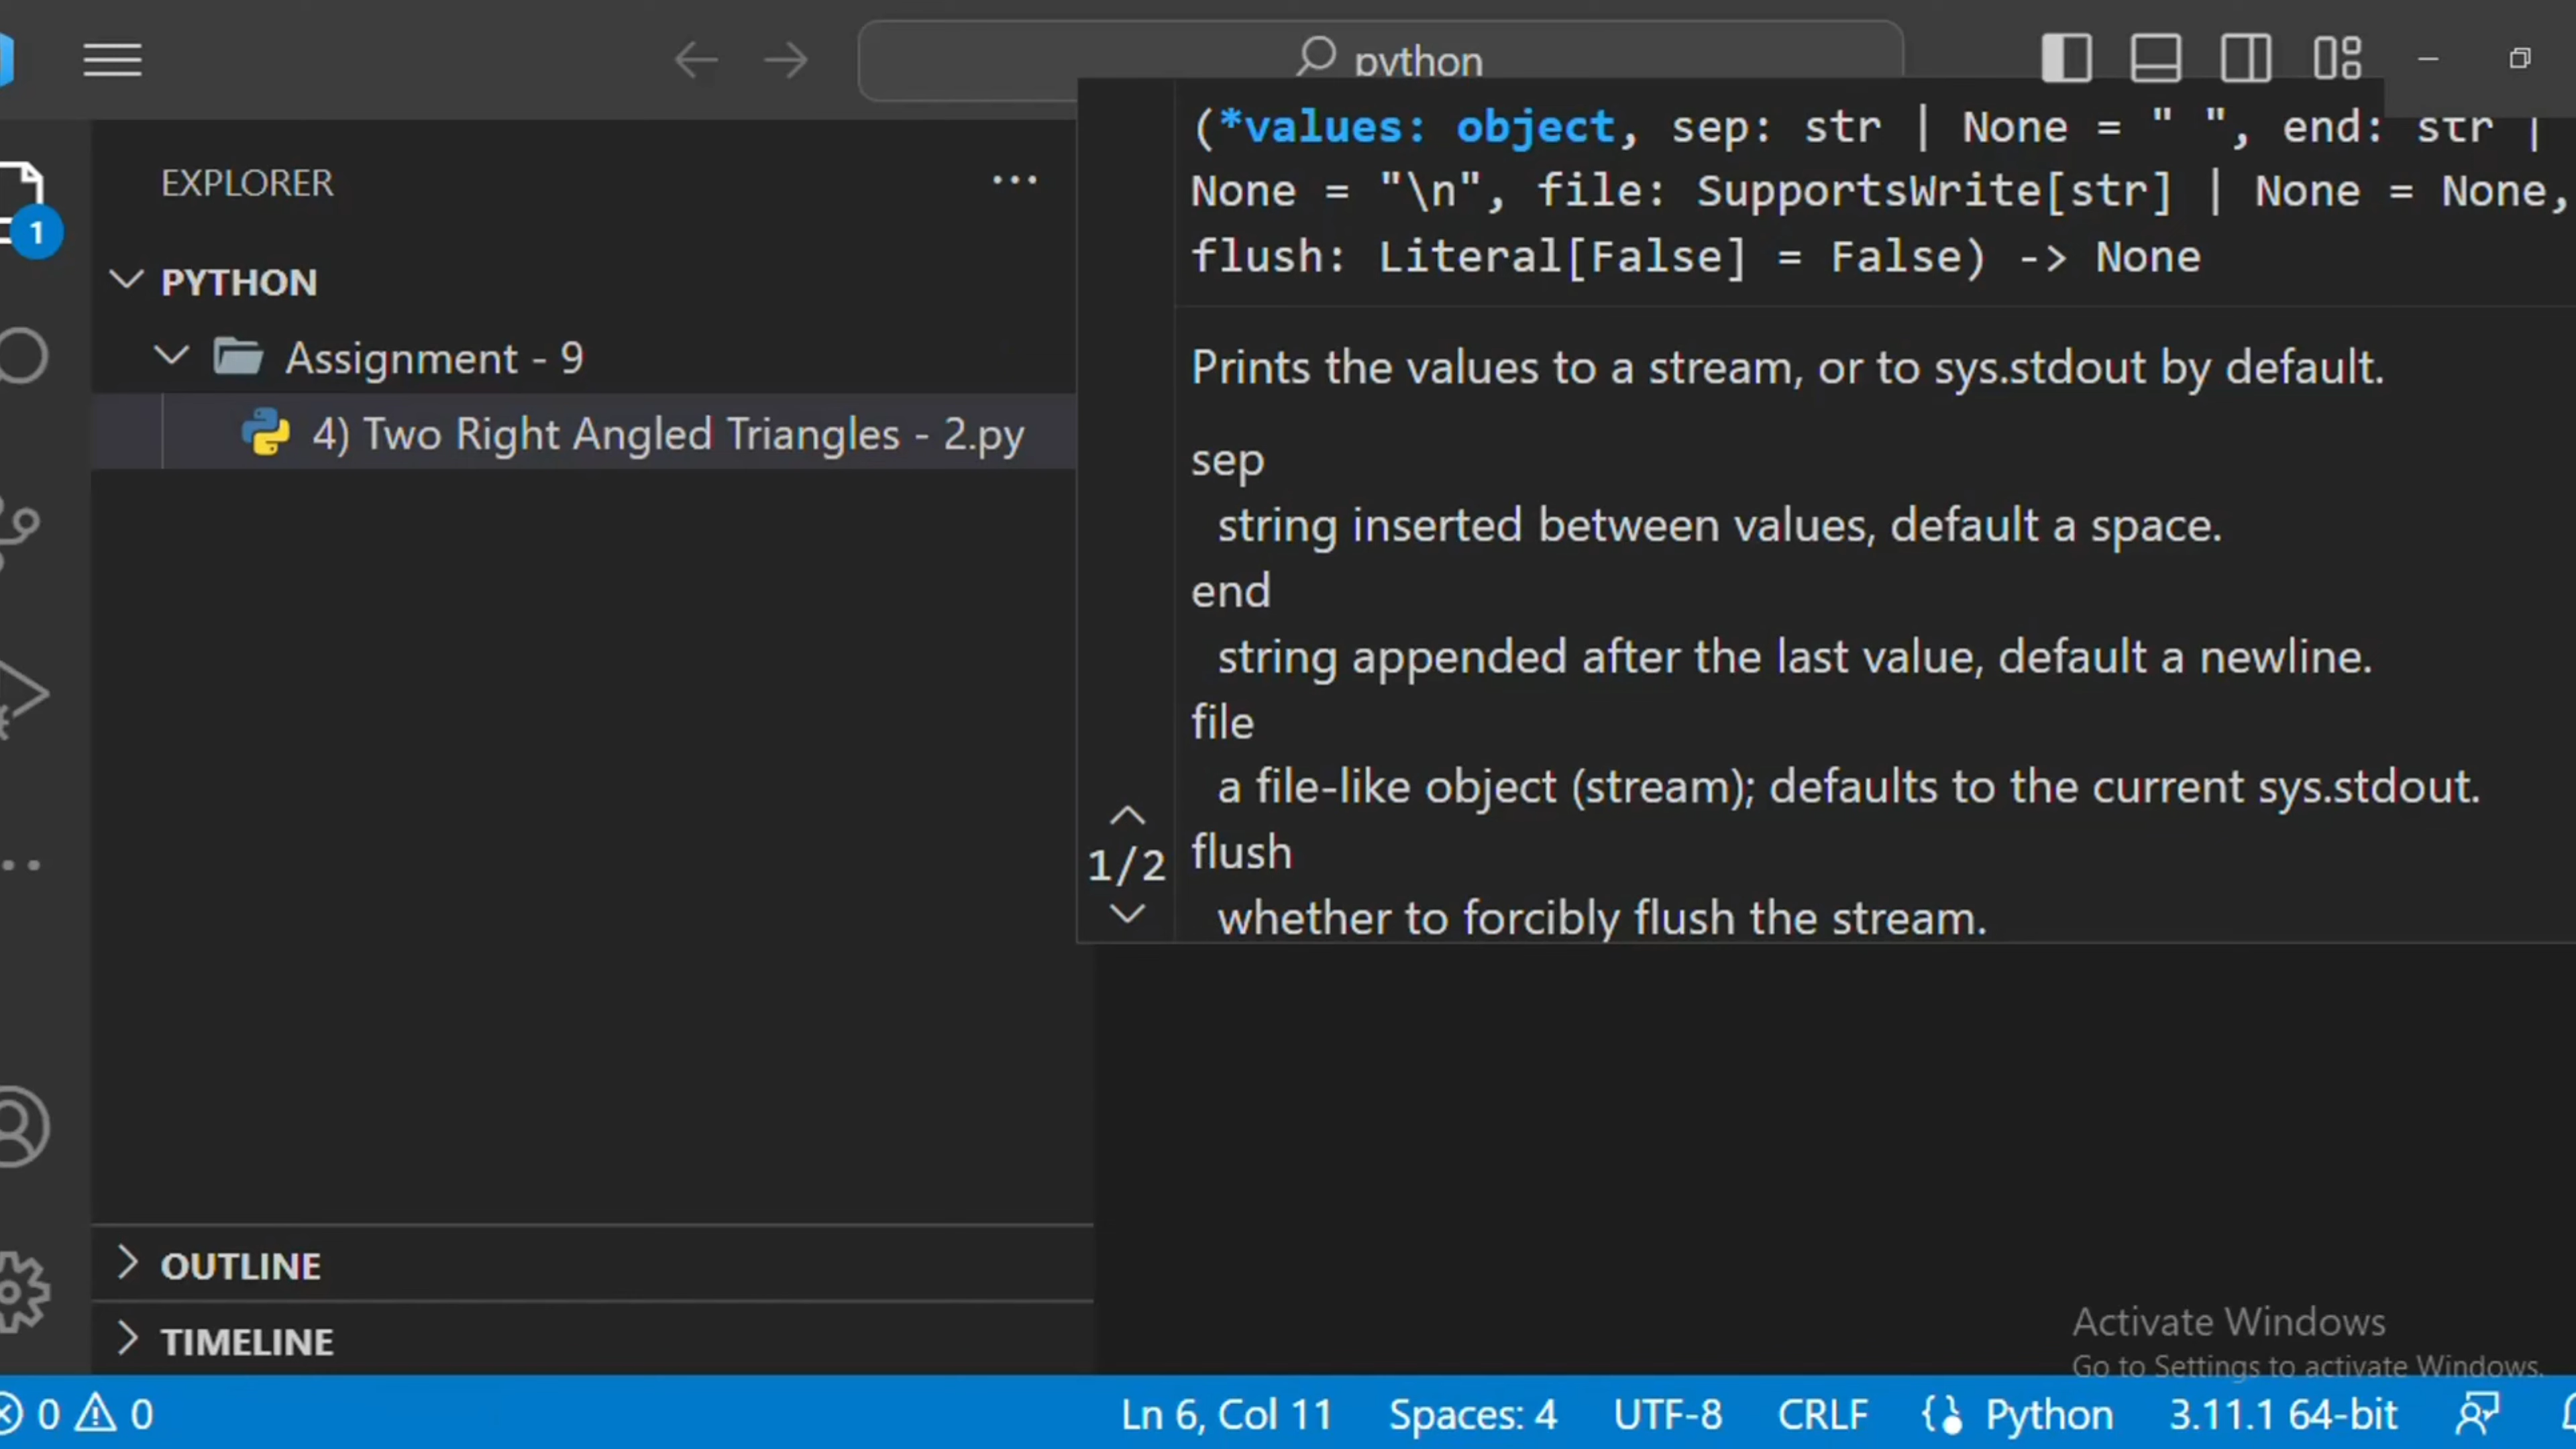 python
EXPLORER
PYTHON
Assignment - 9
4) Two Right Angled Triangles - 2.py
(*values: object, sep: str | None = " ", end: str |
None = "\n", file: SupportsWrite[str] | None = None,
flush: Literal[False] = False) -> None
Prints the values to a stream, or to sys.stdout by default.
sep
string inserted between values, default a space.
end
string appended after the last value, default a newline.
file
a file-like object (stream); defaults to the current sys.stdout.
flush
whether to forcibly flush the stream.
1/2
1
OUTLINE
TIMELINE
Activate Windows
Go to Settings to activate Windows.
0 0 Ln 6, Col 11 Spaces: 4 UTF-8 CRLF Python 3.11.1 64-bit